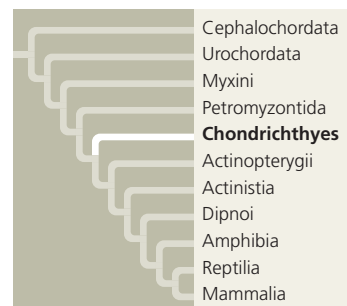 Cephalochordata
Urochordata
Myxini
Petromyzontida
Chondrichthyes
Actinopterygii
Actinistia
Dipnoi
Amphibia
Reptilia
Mammalia